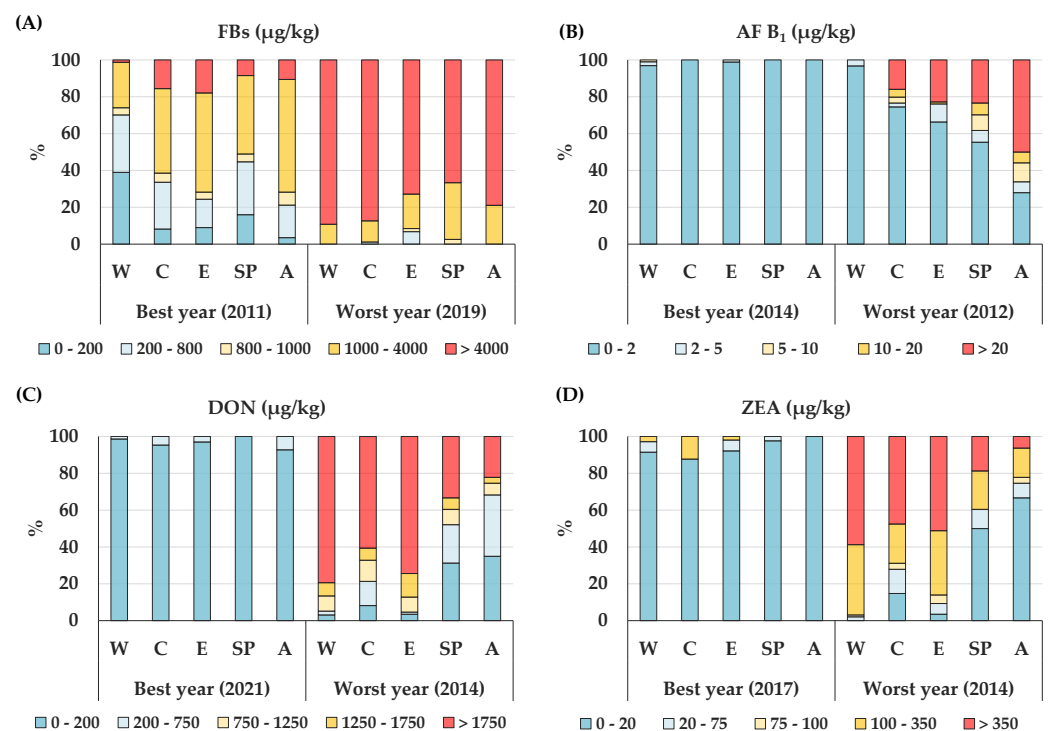 (A)
FBs (µg/kg)
100
80
60
40
20
0
%
W C E SP A W C E SP A
Best year (2011) Worst year (2019)
0 - 200 200 - 800 800 - 1000 1000 - 4000 > 4000
(B)
AF B1 (µg/kg)
100
80
60
40
20
0
%
W C E SP A W C E SP A
Best year (2014) Worst year (2012)
0 - 2 2 - 5 5 - 10 10 - 20 > 20
(C)
DON (µg/kg)
100
80
60
40
20
0
%
W C E SP A W C E SP A
Best year (2021) Worst year (2014)
0 - 200 200 - 750 750 - 1250 1250 - 1750 > 1750
(D)
ZEA (µg/kg)
100
80
60
40
20
0
%
W C E SP A W C E SP A
Best year (2017) Worst year (2014)
0 - 20 20 - 75 75 - 100 100 - 350 > 350